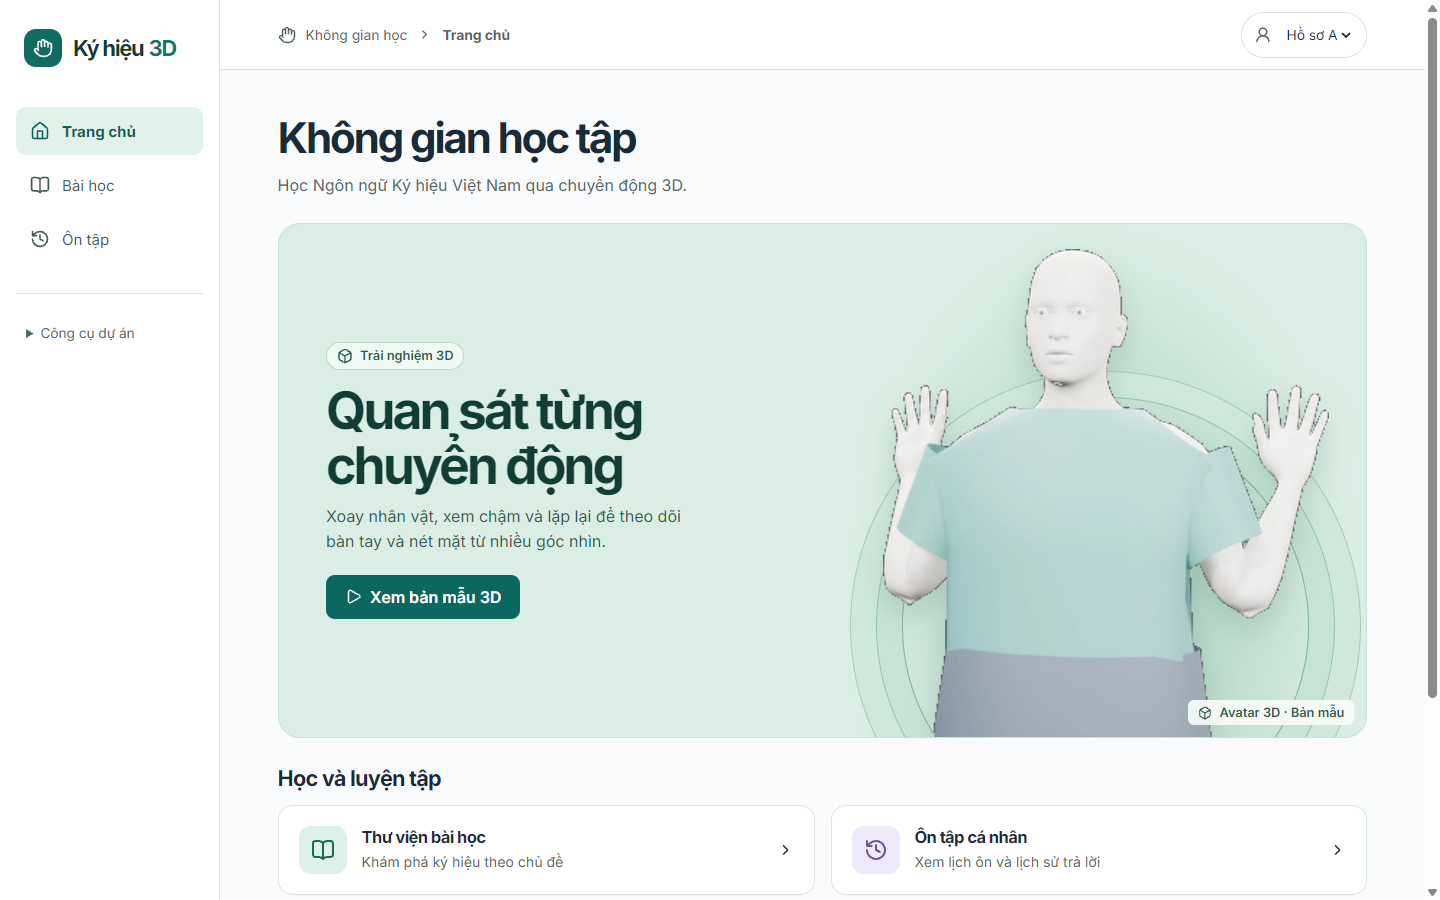 Ký hiệu 3D
Trang chủ
Bài học
Ôn tập
Công cụ dự án
Không gian học
Trang chủ
Hồ sơ A
Không gian học tập
Học Ngôn ngữ Ký hiệu Việt Nam qua chuyển động 3D.
Trải nghiệm 3D
Quan sát từng
chuyển động
Xoay nhân vật, xem chậm và lặp lại để theo dõi
bàn tay và nét mặt từ nhiều góc nhìn.
Xem bản mẫu 3D
Avatar 3D · Bản mẫu
Học và luyện tập
Thư viện bài học
Khám phá ký hiệu theo chủ đề
Ôn tập cá nhân
Xem lịch ôn và lịch sử trả lời